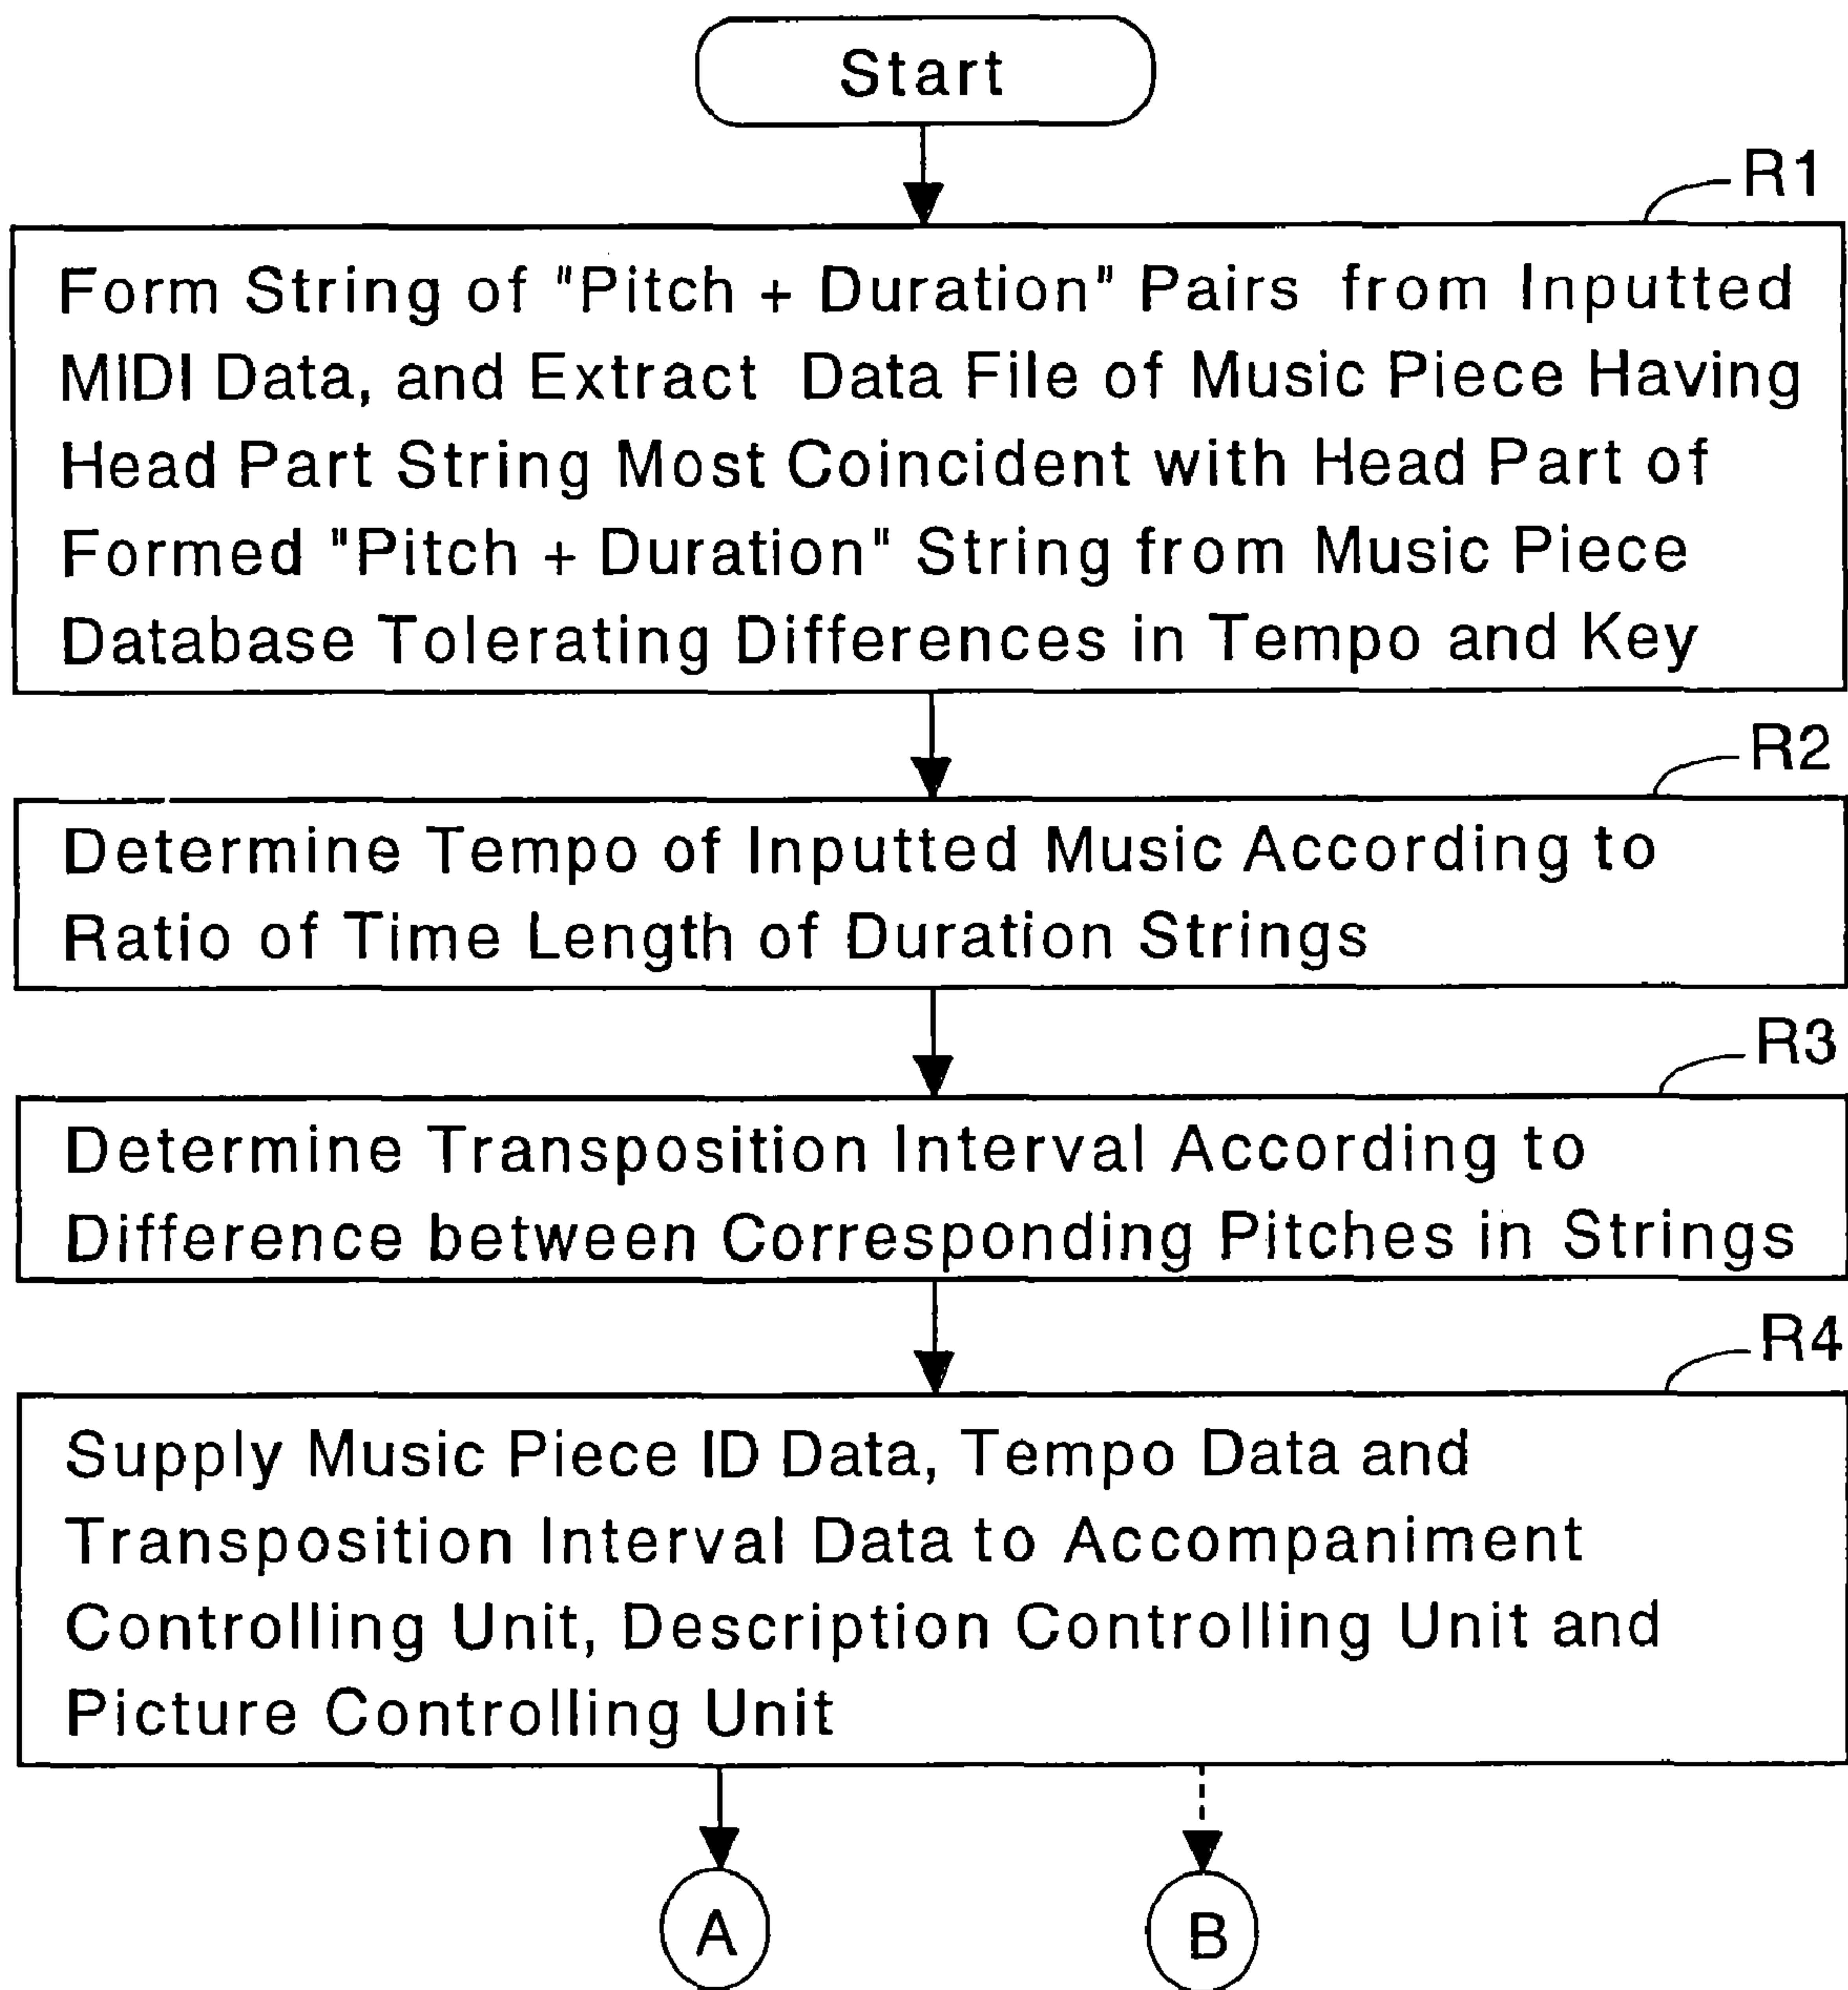 Start
R1
Form String of "Pitch + Duration" Pairs from Inputted
MIDI Data, and Extract Data File of Music Piece Having
Head Part String Most Coincident with Head Part of
Formed "Pitch + Duration" String from Music Piece
Database Tolerating Differences in Tempo and Key
R2
Determine Tempo of Inputted Music According to
Ratio of Time Length of Duration Strings
R3
Determine Transposition Interval According to
Difference between Corresponding Pitches in Strings
R4
Supply Music Piece ID Data, Tempo Data and
Transposition Interval Data to Accompaniment
Controlling Unit, Description Controlling Unit and
Picture Controlling Unit
A
B